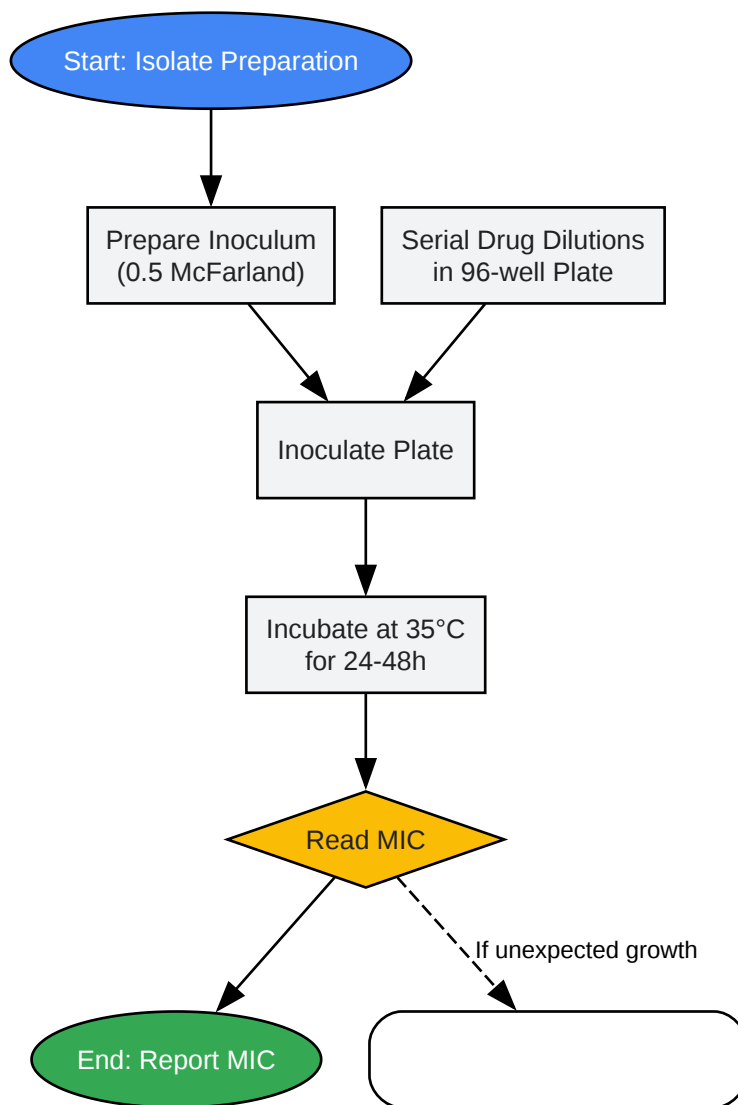 Start: Isolate Preparation
Prepare Inoculum
(0.5 McFarland)
Serial Drug Dilutions
in 96-well Plate
Inoculate Plate
Incubate at 35°C
for 24-48h
Read MIC
If unexpected growth
End: Report MIC